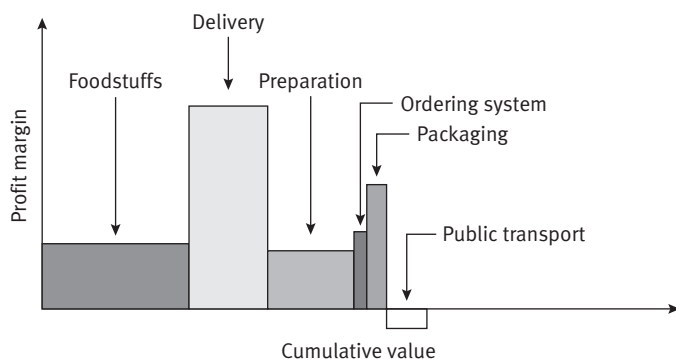 Delivery
Foodstuffs
Preparation
Ordering system
Packaging
Profit margin
Public transport
Cumulative value